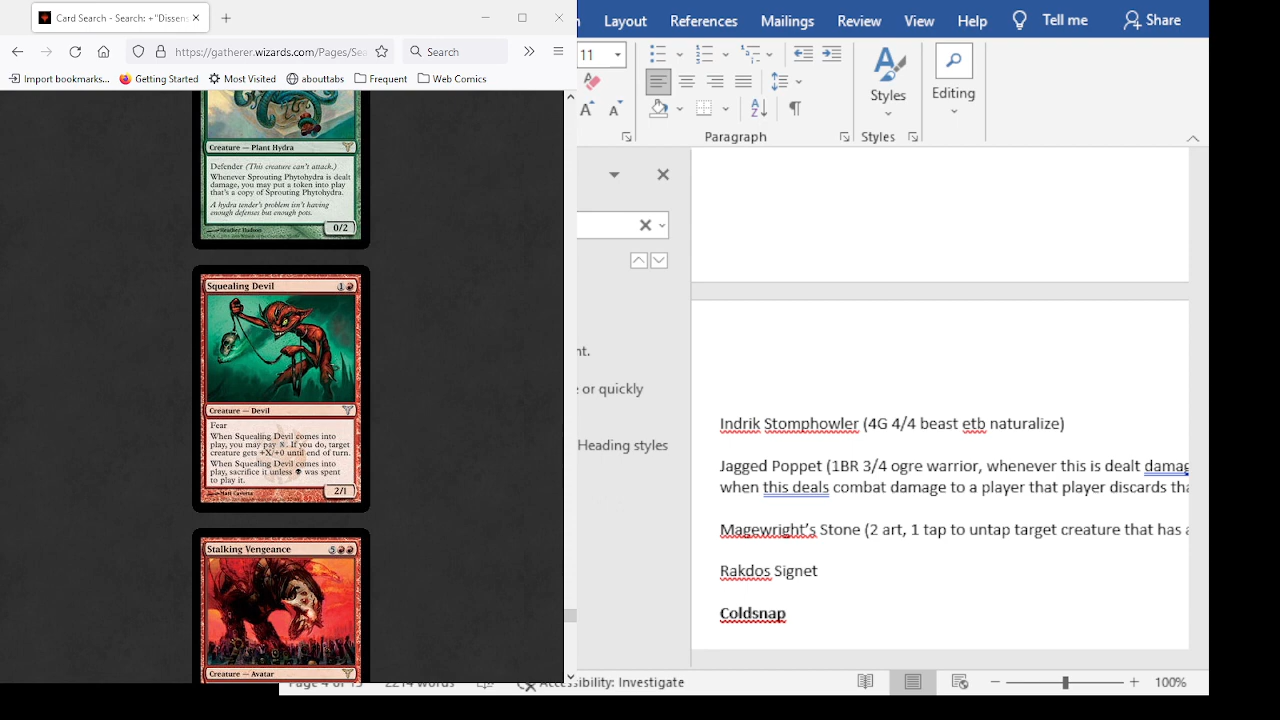 Card Search - Search: +"Dissen
https://gatherer.wizards.com/Pages/Sea
Search
Import bookmarks...
Getting Started
Most Visited
abouttabs
Frequent
Web Comics
Creature — Plant Hydra
Defender (This creature can't attack.)
Whenever Sprouting Phytohydra is dealt
damage, you may put a token into play
that's a copy of Sprouting Phytohydra.
A hydra tender's problem isn't having
enough defenses but enough pots.
Heather Hudson
0/2
Squealing Devil
1
Creature — Devil
Fear
When Squealing Devil comes into
play, you may pay X. If you do, target
creature gets +X/+0 until end of turn.
When Squealing Devil comes into
play, sacrifice it unless was spent
to play it.
Matt Cavotta
2/1
Stalking Vengeance
5
Creature — Avatar
Layout
References
Mailings
Review
View
Help
Tell me
Share
11
Styles
Editing
Paragraph
Styles
nt.
e or quickly
Heading styles
Indrik Stomphowler (4G 4/4 beast etb naturalize)
Jagged Poppet (1BR 3/4 ogre warrior, whenever this is dealt damag
when this deals combat damage to a player that player discards tha
Magewright's Stone (2 art, 1 tap to untap target creature that has a
Rakdos Signet
Coldsnap
Page 4 of 15
2214 words
Accessibility: Investigate
100%